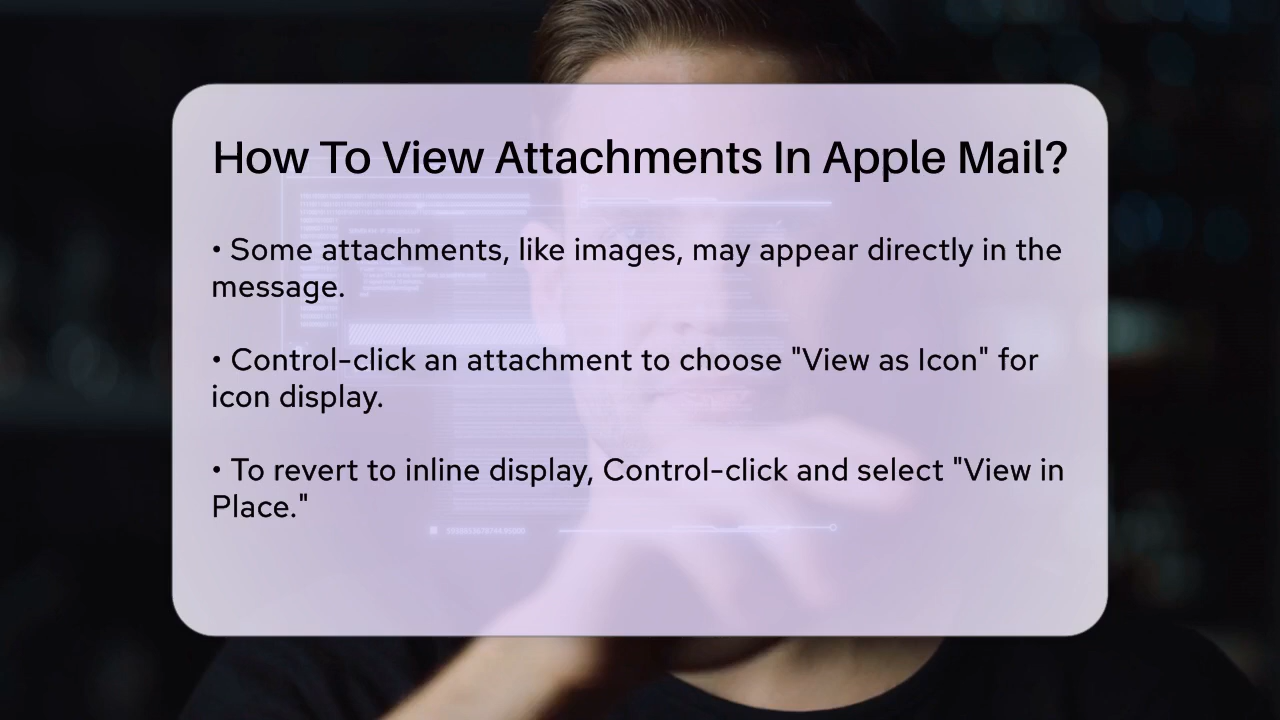 How To View Attachments In Apple Mail?
• Some attachments, like images, may appear directly in the
message.
• Control-click an attachment to choose "View as Icon" for
icon display.
• To revert to inline display, Control-click and select "View in
Place."